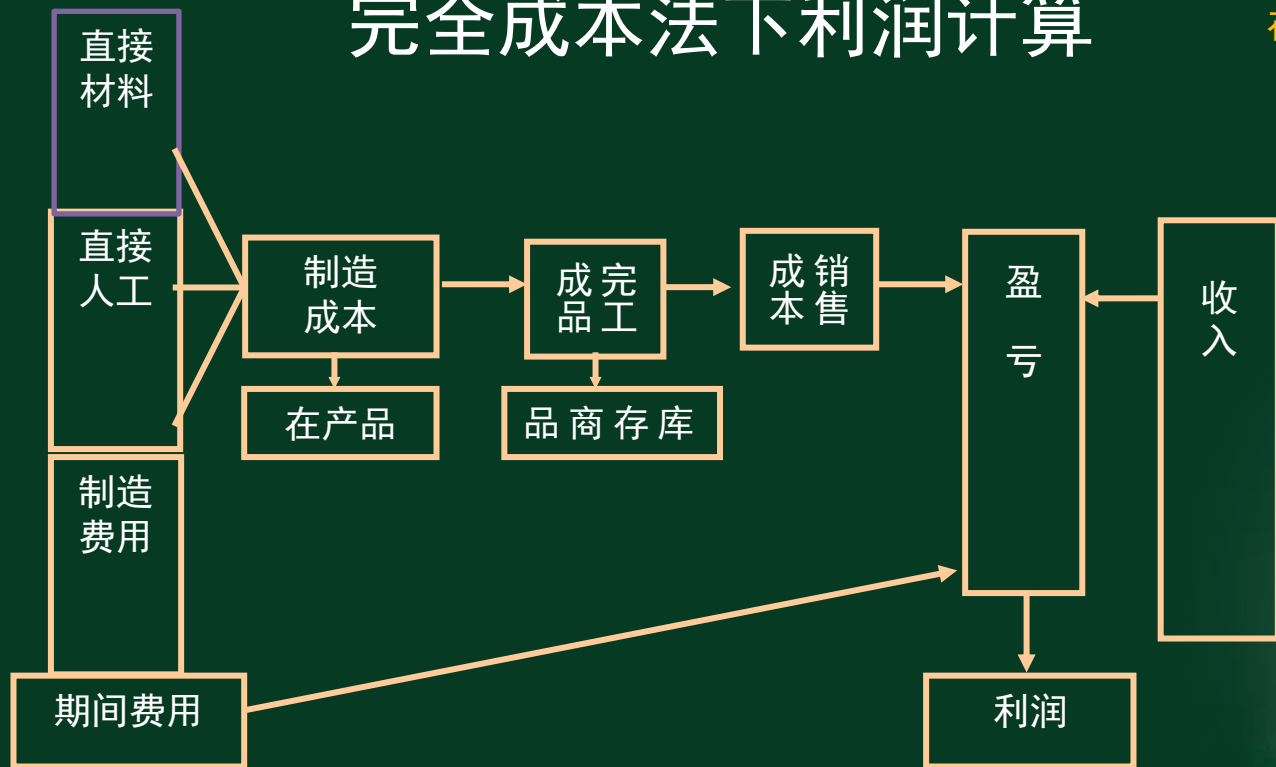 完全成本法下利润计算
直接
材料
直接
人工
制造
费用
期间费用
制造
成本
在产品
成 完
品 工
品 商 存 库
成 销
本 售
盈
亏
利润
收
入